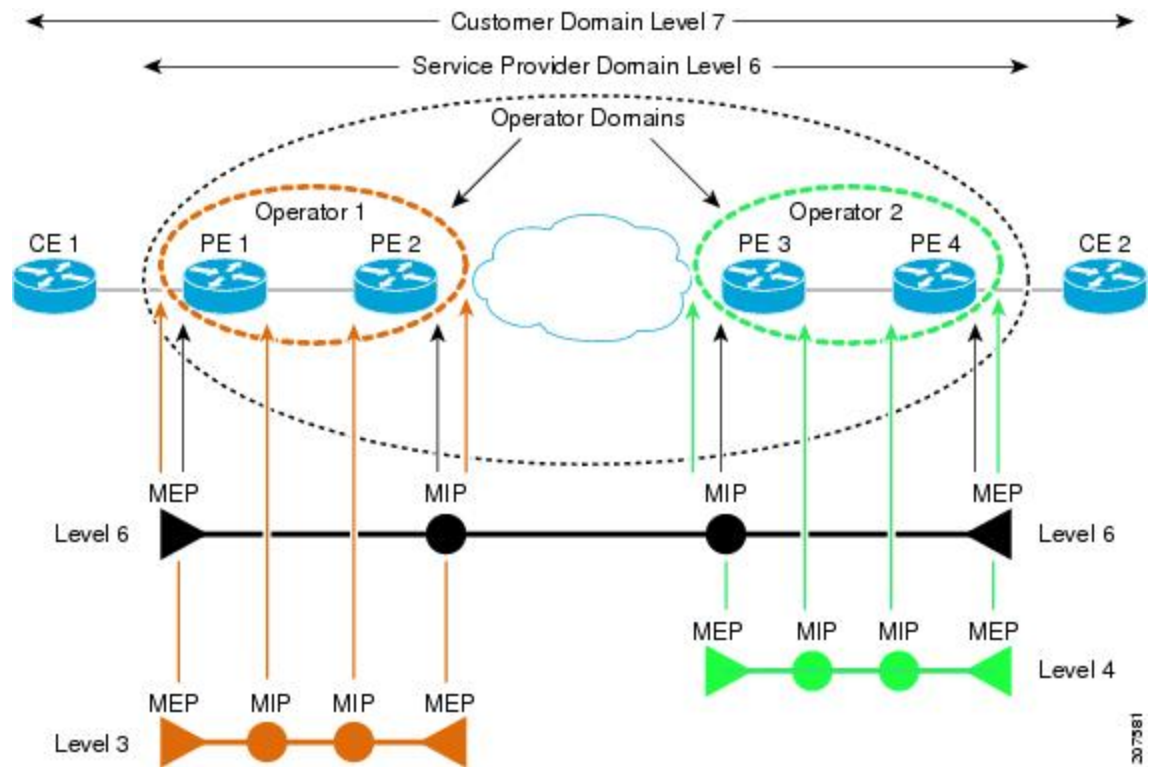 Customer Domain Level 7
Service Provider Domain Level 6
Operator Domains
Operator 1
Operator 2
CE 1
PE 1
PE 2
PE 3
PE 4
CE 2
MEP
MIP
MIP
MEP
Level 6
Level 6
MEP
MIP
MIP
MEP
Level 4
MEP
MIP
MIP
MEP
Level 3
207581